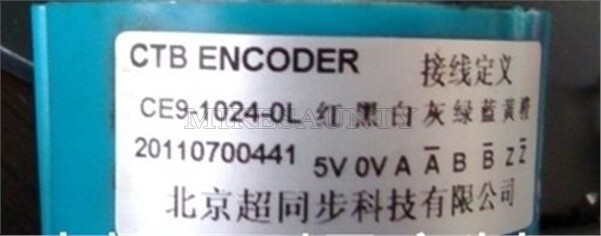 CTB ENCODER 接线定义
CE9-1024-0L 红 黑 白 灰 绿 蓝 黄 橙
20110700441 5V 0V A A̅ B B̅ Z Z̅
北京超同步科技有限公司
MIKESAUNIY